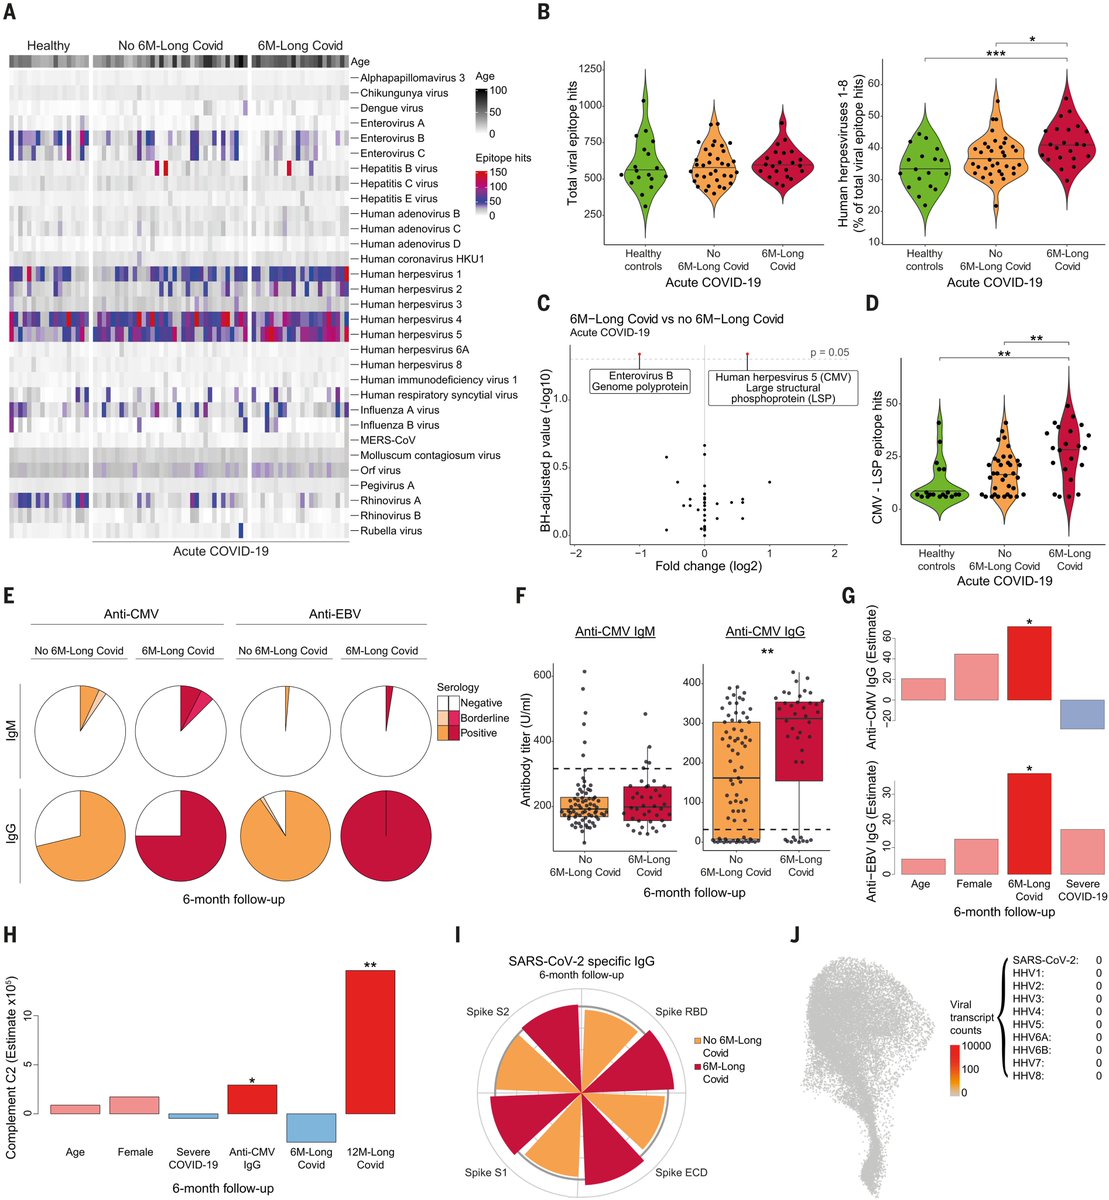 A
Healthy
No 6M-Long Covid
6M-Long Covid
Age
Alphapapillomavirus 3
Chikungunya virus
Dengue virus
Enterovirus A
Enterovirus B
Enterovirus C
Hepatitis B virus
Hepatitis C virus
Hepatitis E virus
Human adenovirus B
Human adenovirus C
Human adenovirus D
Human coronavirus HKU1
Human herpesvirus 1
Human herpesvirus 2
Human herpesvirus 3
Human herpesvirus 4
Human herpesvirus 5
Human herpesvirus 6A
Human herpesvirus 8
Human immunodeficiency virus 1
Human respiratory syncytial virus
Influenza A virus
Influenza B virus
MERS-CoV
Molluscum contagiosum virus
Orf virus
Pegivirus A
Rhinovirus A
Rhinovirus B
Rubella virus
Acute COVID-19
Age
100
50
0
Epitope hits
150
100
50
0
B
Total viral epitope hits
1250
1000
750
500
250
Healthy
controls
No
6M-Long Covid
6M-Long
Covid
Acute COVID-19
*
***
Human herpesviruses 1-8
(% of total viral epitope hits)
60
50
40
30
20
10
Healthy
controls
No
6M-Long Covid
6M-Long
Covid
Acute COVID-19
C
6M−Long Covid vs no 6M−Long Covid
Acute COVID-19
p = 0.05
Enterovirus B
Genome polyprotein
Human herpesvirus 5 (CMV)
Large structural
phosphoprotein (LSP)
BH-adjusted p value (-log10)
1.0
0.5
0.0
−2
−1
0
1
2
Fold change (log2)
D
**
**
CMV - LSP epitope hits
50
25
0
Healthy
controls
No
6M-Long Covid
6M-Long
Covid
Acute COVID-19
E
Anti-CMV
Anti-EBV
No 6M-Long Covid
6M-Long Covid
No 6M-Long Covid
6M-Long Covid
IgM
IgG
Serology
Negative
Borderline
Positive
6-month follow-up
F
Anti-CMV IgM
Anti-CMV IgG
**
Antibody titer (U/ml)
600
400
200
400
300
200
100
0
No
6M-Long Covid
6M-Long
Covid
No
6M-Long Covid
6M-Long
Covid
6-month follow-up
G
Anti−CMV IgG (Estimate)
60
40
20
0
−20
*
Anti−EBV IgG (Estimate)
30
20
10
0
*
Age
Female
6M-Long
Covid
Severe
COVID-19
6-month follow-up
H
Complement C2 (Estimate x10⁵)
10
5
0
*
**
Age
Female
Severe
COVID-19
Anti-CMV
IgG
6M-Long
Covid
12M-Long
Covid
6-month follow-up
I
SARS-CoV-2 specific IgG
6-month follow-up
Spike S2
Spike RBD
Spike S1
Spike ECD
No 6M-Long
Covid
6M-Long
Covid
J
Viral
transcript
counts
10000
100
0
SARS-CoV-2: 0
HHV1: 0
HHV2: 0
HHV3: 0
HHV4: 0
HHV5: 0
HHV6A: 0
HHV6B: 0
HHV7: 0
HHV8: 0